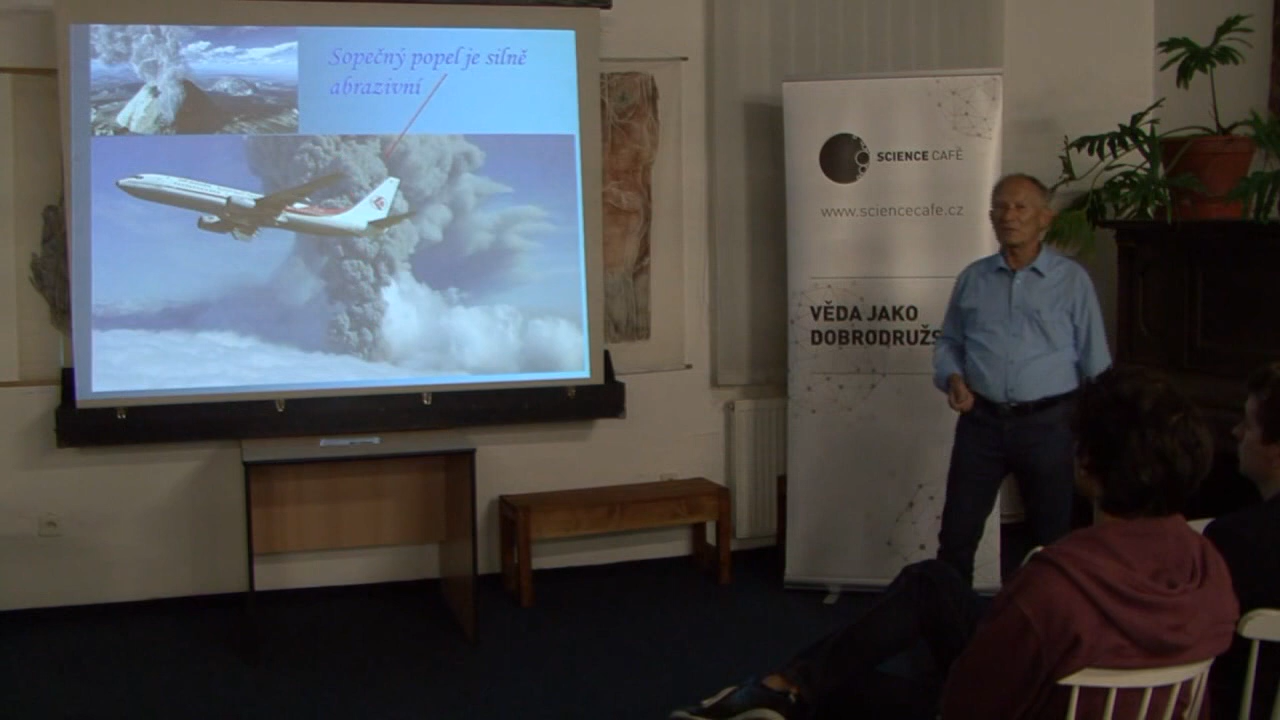 Sopečný popel je silně
abrazivní
SCIENCE CAFÉ
www.sciencecafe.cz
VĚDA JAKO
DOBRODRUŽS